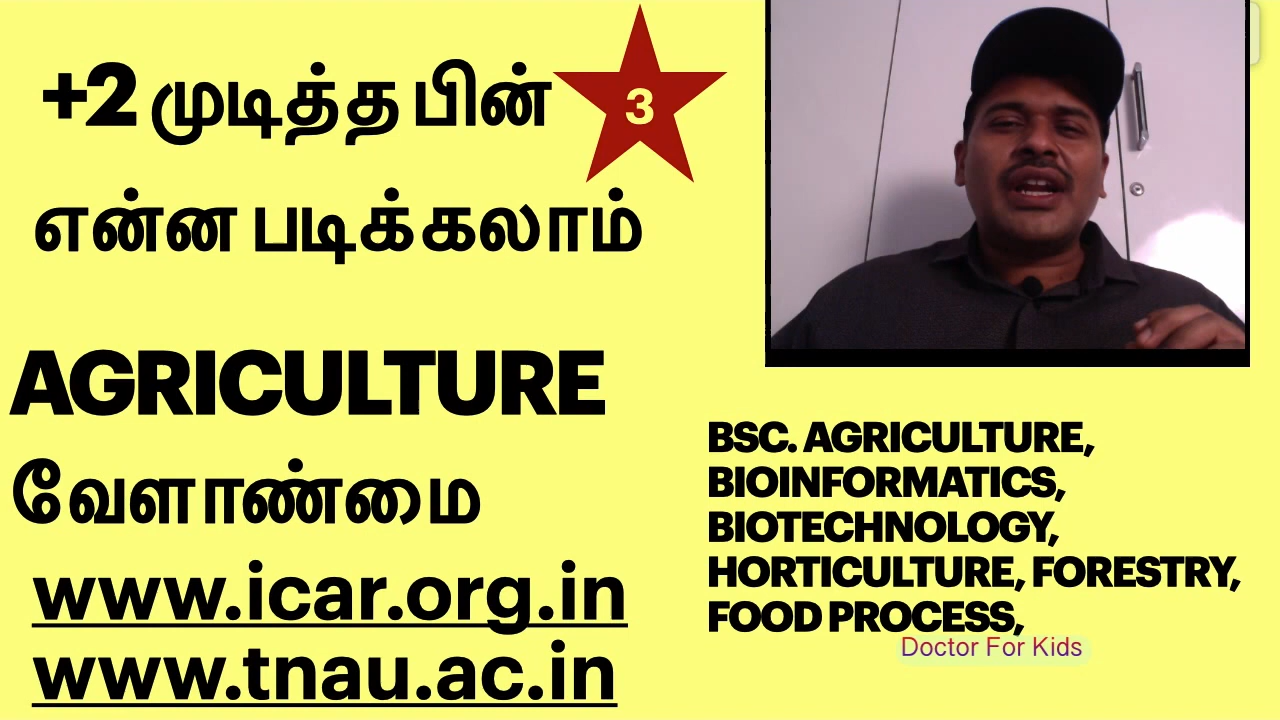 +2 முடித்த பின்
3
என்ன படிக்கலாம்
AGRICULTURE
வேளாண்மை
www.icar.org.in
www.tnau.ac.in
BSC. AGRICULTURE,
BIOINFORMATICS,
BIOTECHNOLOGY,
HORTICULTURE, FORESTRY,
FOOD PROCESS,
Doctor For Kids